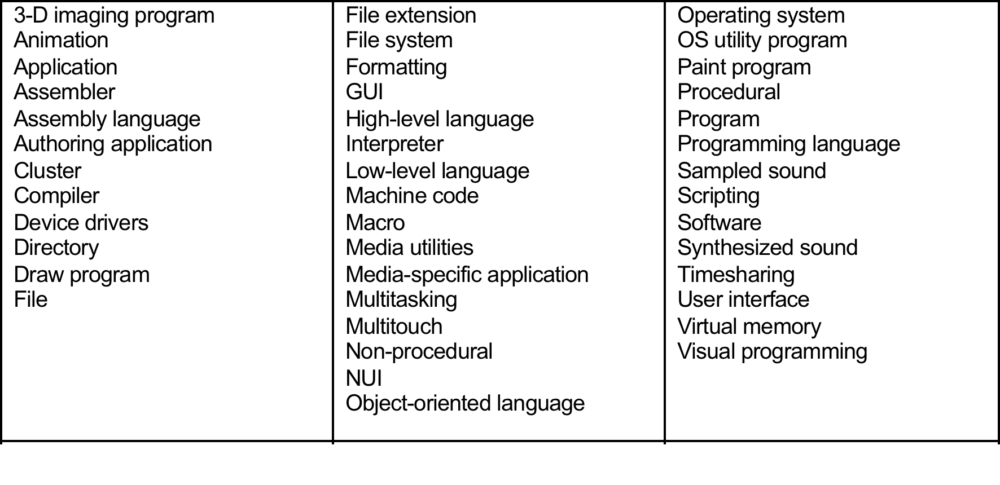 3-D imaging program
Animation
Application
Assembler
Assembly language
Authoring application
Cluster
Compiler
Device drivers
Directory
Draw program
File
File extension
File system
Formatting
GUI
High-level language
Interpreter
Low-level language
Machine code
Macro
Media utilities
Media-specific application
Multitasking
Multitouch
Non-procedural
NUI
Object-oriented language
Operating system
OS utility program
Paint program
Procedural
Program
Programming language
Sampled sound
Scripting
Software
Synthesized sound
Timesharing
User interface
Virtual memory
Visual programming